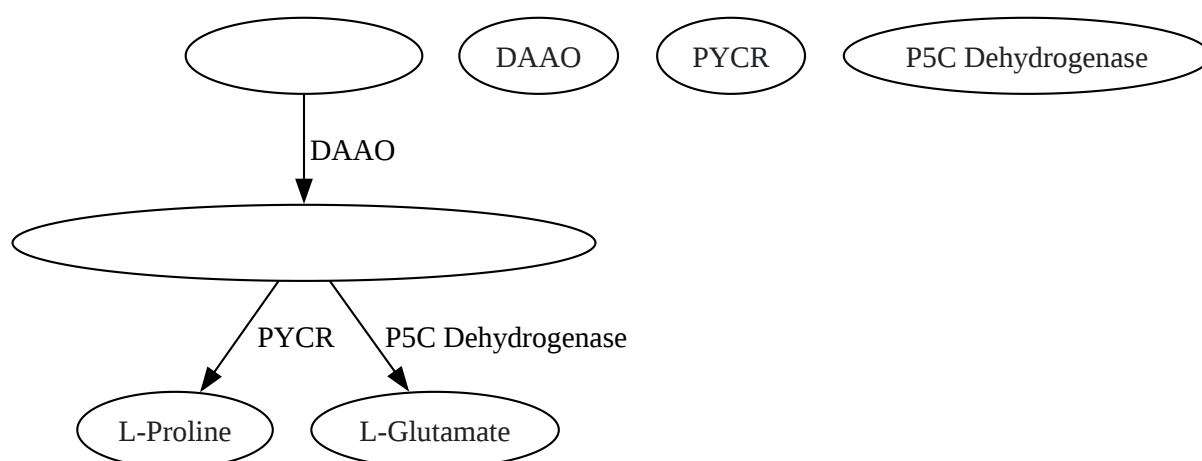 DAAO
PYCR
P5C Dehydrogenase
DAAO
PYCR
P5C Dehydrogenase
L-Proline
L-Glutamate